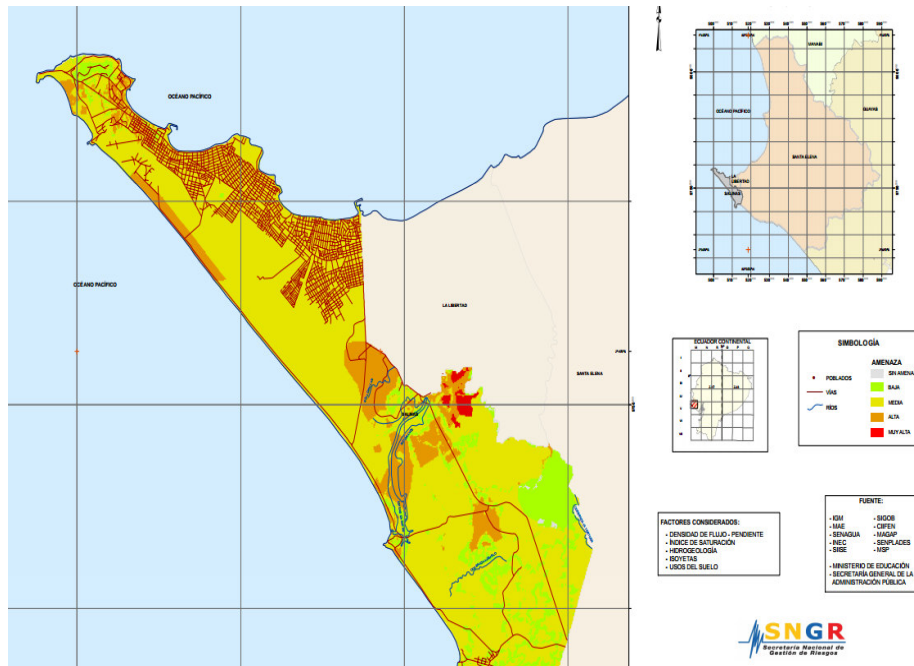 OCÉANO PACÍFICO
OCÉANO PACÍFICO
LA LIBERTAD
SANTA ELENA
SALINAS
MANABI
GUAYAS
OCÉANO PACÍFICO
SANTA ELENA
LA
LIBERTAD
SALINAS
ECUADOR CONTINENTAL
SIMBOLOGÍA
AMENAZA
POBLADOS
VÍAS
RÍOS
SIN AMENA
BAJA
MEDIA
ALTA
MUY ALTA
FACTORES CONSIDERADOS:
- DENSIDAD DE FLUJO - PENDIENTE
- ÍNDICE DE SATURACIÓN
- HIDROGEOLOGÍA
- ISOYETAS
- USOS DEL SUELO
FUENTE:
- IGM - SIGOB
- MAE - CIIFEN
- SENAGUA - MAGAP
- INEC - SENPLADES
- SIISE - MSP
- MINISTERIO DE EDUCACIÓN
- SECRETARÍA GENERAL DE LA
ADMINISTRACIÓN PÚBLICA
SNGR
Secretaría Nacional de
Gestión de Riesgos